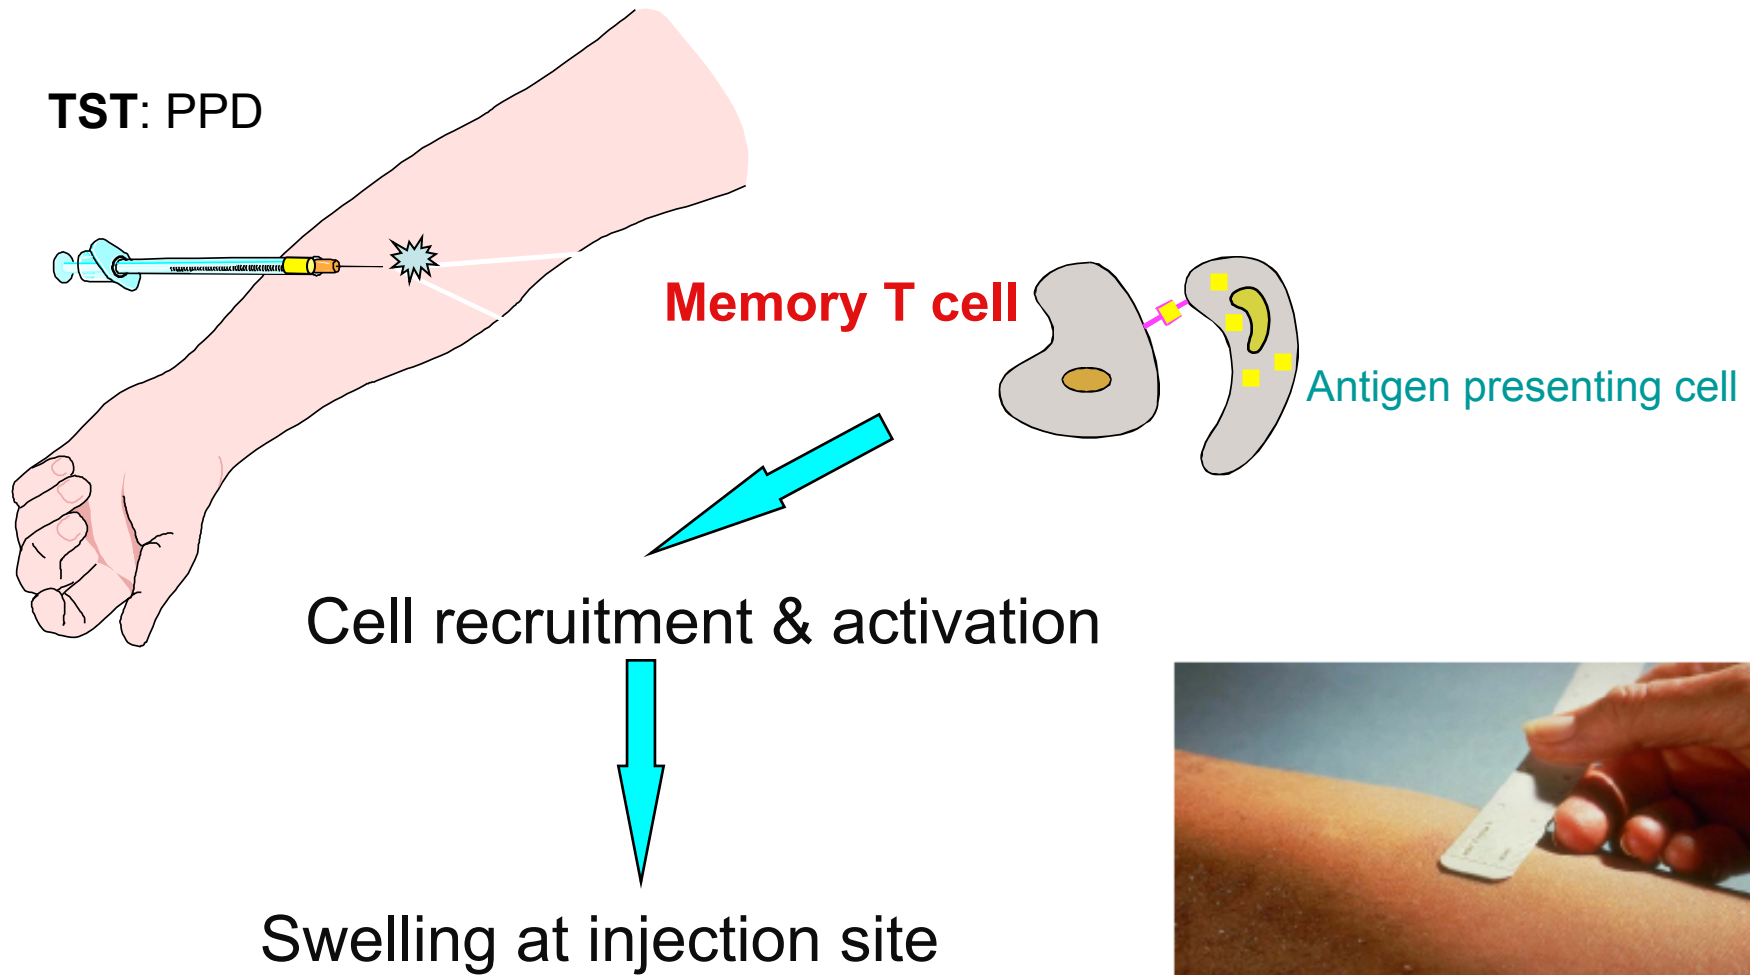 TST: PPD
Memory T cell
Antigen presenting cell
Cell recruitment & activation
Swelling at injection site